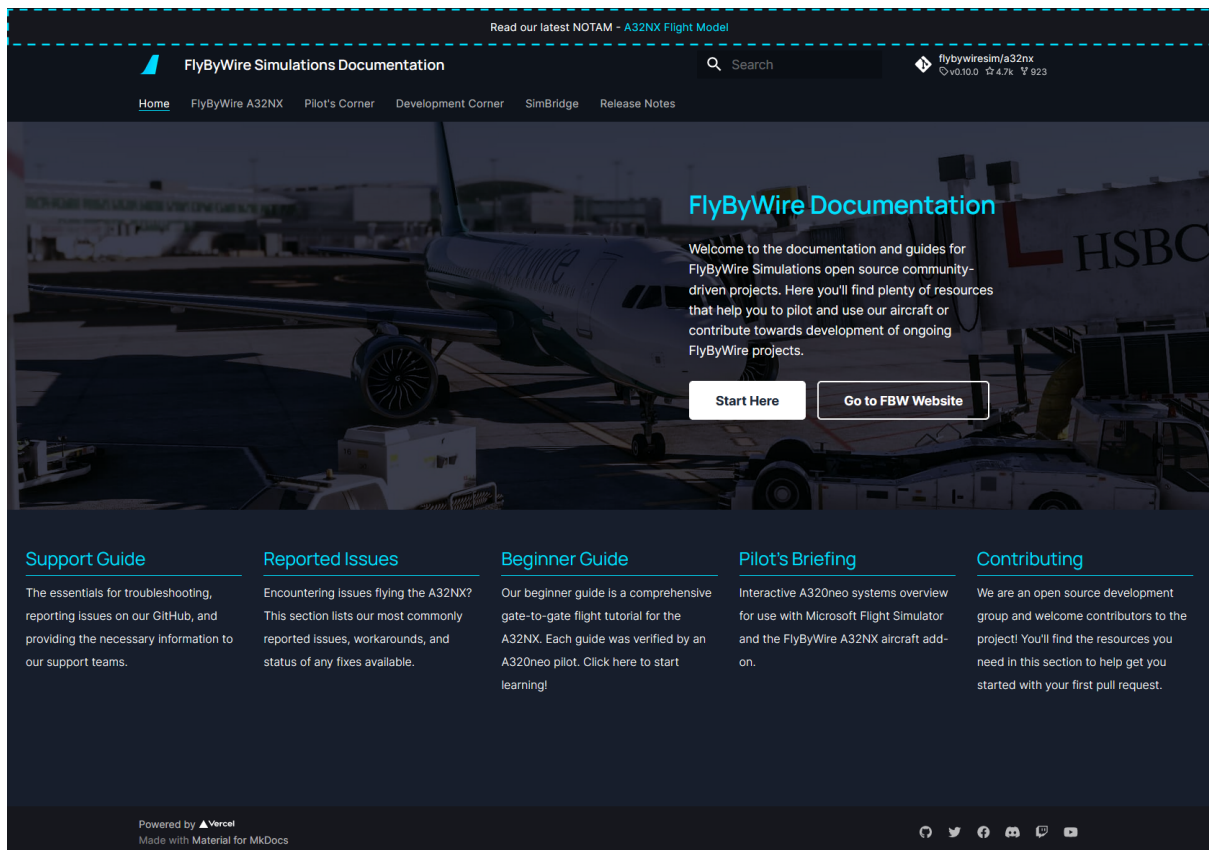 Read our latest NOTAM - A32NX Flight Model
FlyByWire Simulations Documentation
Search
flybywiresim/a32nx
v0.10.0 4.7k 923
Home FlyByWire A32NX Pilot's Corner Development Corner SimBridge Release Notes
FlyByWire Documentation
Welcome to the documentation and guides for
FlyByWire Simulations open source community-
driven projects. Here you'll find plenty of resources
that help you to pilot and use our aircraft or
contribute towards development of ongoing
FlyByWire projects.
Start Here
Go to FBW Website
HSBC
Support Guide
The essentials for troubleshooting,
reporting issues on our GitHub, and
providing the necessary information to
our support teams.
Reported Issues
Encountering issues flying the A32NX?
This section lists our most commonly
reported issues, workarounds, and
status of any fixes available.
Beginner Guide
Our beginner guide is a comprehensive
gate-to-gate flight tutorial for the
A32NX. Each guide was verified by an
A320neo pilot. Click here to start
learning!
Pilot's Briefing
Interactive A320neo systems overview
for use with Microsoft Flight Simulator
and the FlyByWire A32NX aircraft add-
on.
Contributing
We are an open source development
group and welcome contributors to the
project! You'll find the resources you
need in this section to help get you
started with your first pull request.
Powered by Vercel
Made with Material for MkDocs